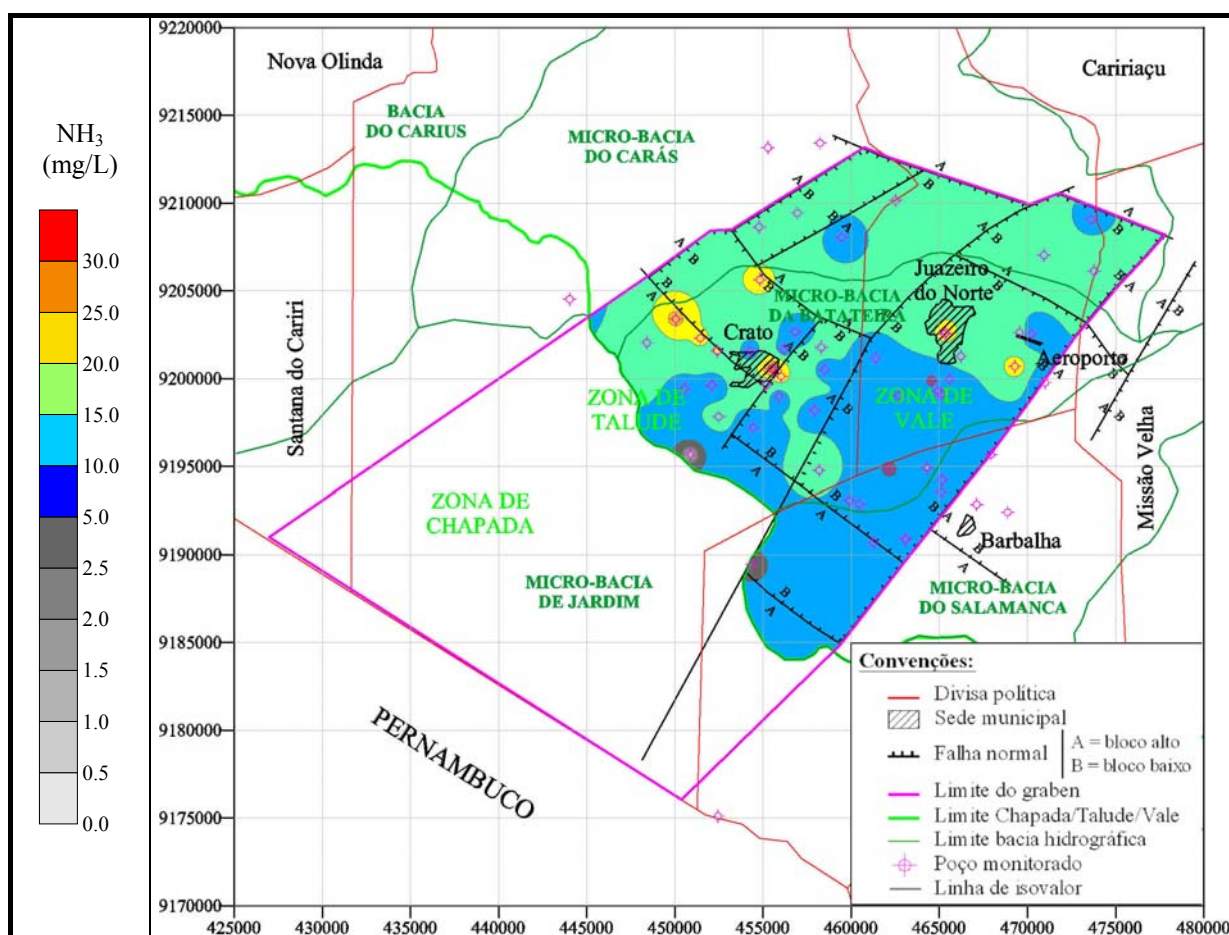 NH₃
(mg/L)
30.0
25.0
20.0
15.0
10.0
5.0
2.5
2.0
1.5
1.0
0.5
0.0
9220000
9215000
9210000
9205000
9200000
9195000
9190000
9185000
9180000
9175000
9170000
425000 430000 435000 440000 445000 450000 455000 460000 465000 470000 475000 480000
Nova Olinda
Caririaçu
BACIA
DO CARIUS
MICRO-BACIA
DO CARÁS
Juazeiro
do Norte
MICRO-BACIA
DA BATATEIRA
Crato
Aeroporto
Santana do Cariri
ZONA DE
TALUDE
ZONA DE
VALE
Missão Velha
ZONA DE
CHAPADA
Barbalha
MICRO-BACIA
DE JARDIM
MICRO-BACIA
DO SALAMANCA
PERNAMBUCO
Convenções:
Divisa política
Sede municipal
Falha normal
A = bloco alto
B = bloco baixo
Limite do graben
Limite Chapada/Talude/Vale
Limite bacia hidrográfica
Poço monitorado
Linha de isovalor